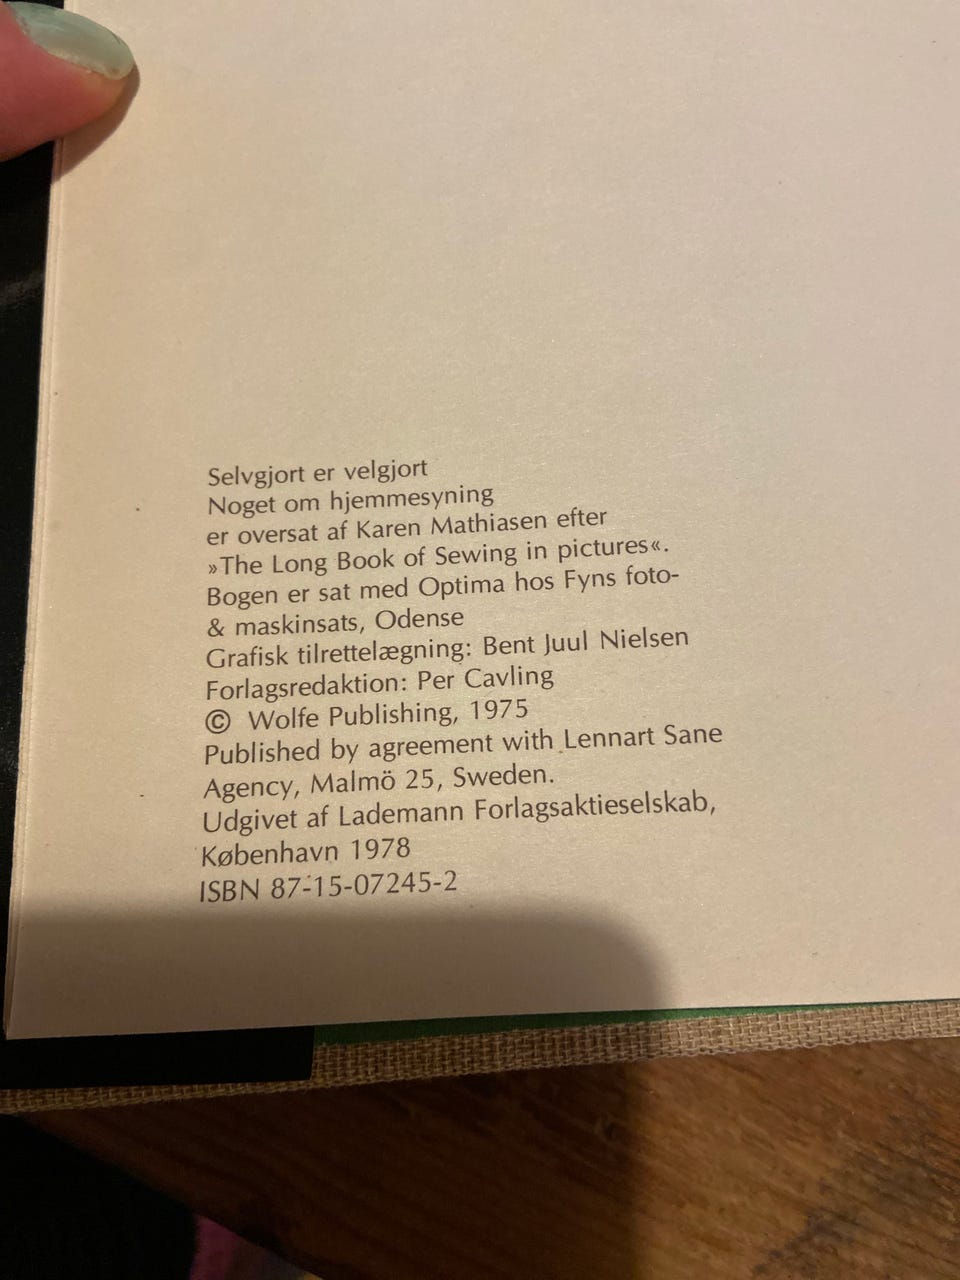 Selvgjort er velgjort
Noget om hjemmesyning
er oversat af Karen Mathiasen efter
»The Long Book of Sewing in pictures«.
Bogen er sat med Optima hos Fyns foto-
& maskinsats, Odense
Grafisk tilrettelægning: Bent Juul Nielsen
Forlagsredaktion: Per Cavling
© Wolfe Publishing, 1975
Published by agreement with Lennart Sane
Agency, Malmö 25, Sweden.
Udgivet af Lademann Forlagsaktieselskab,
København 1978
ISBN 87-15-07245-2